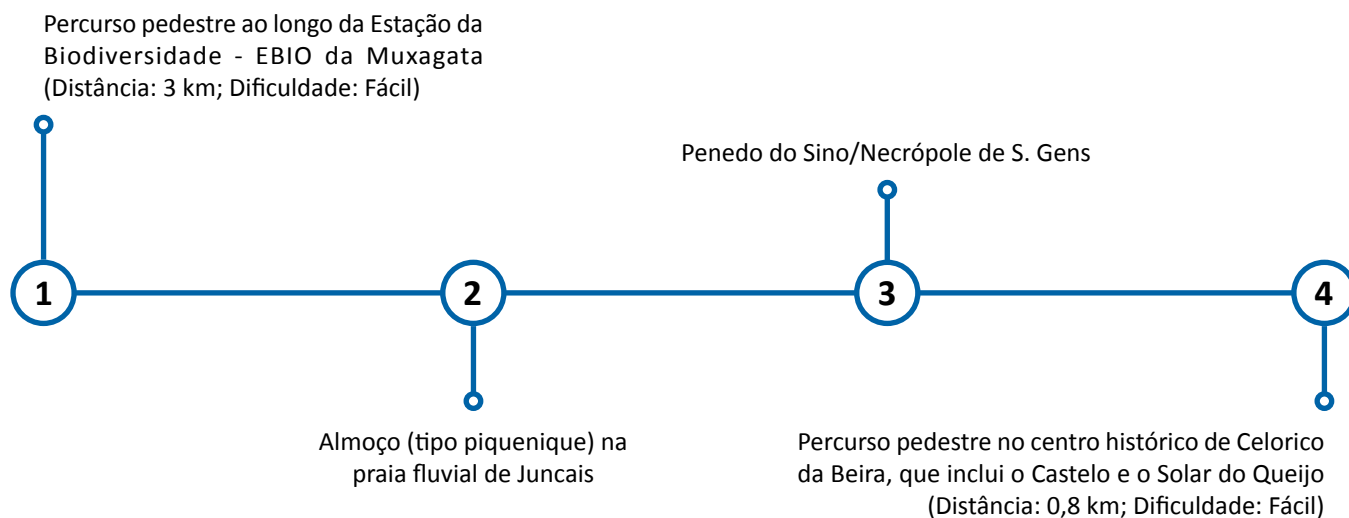 Percurso pedestre ao longo da Estação da
Biodiversidade - EBIO da Muxagata
(Distância: 3 km; Dificuldade: Fácil)
Penedo do Sino/Necrópole de S. Gens
1
2
3
4
Almoço (tipo piquenique) na
praia fluvial de Juncais
Percurso pedestre no centro histórico de Celorico
da Beira, que inclui o Castelo e o Solar do Queijo
(Distância: 0,8 km; Dificuldade: Fácil)